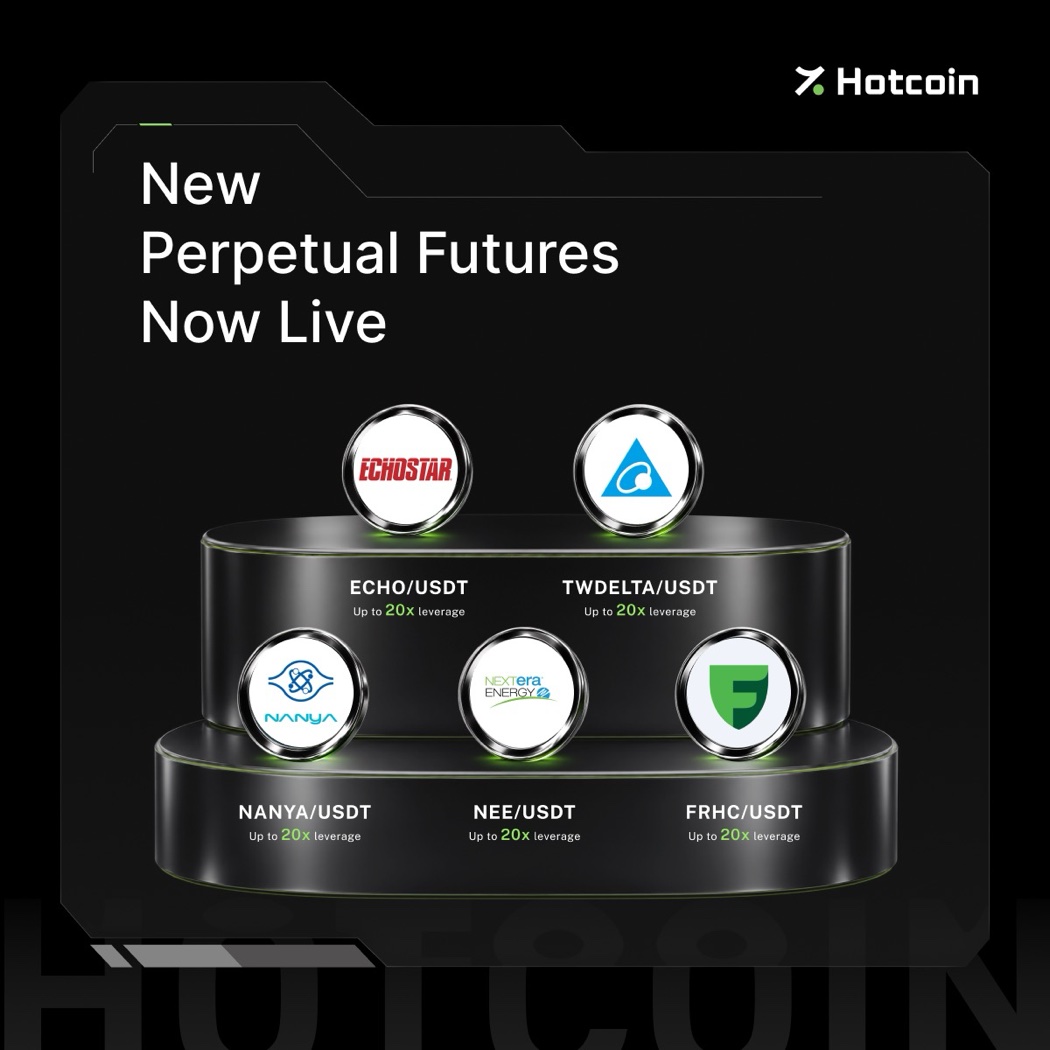 Hotcoin
New
Perpetual Futures
Now Live
ECHOSTAR
ECHO/USDT
Up to 20x leverage
TWDELTA/USDT
Up to 20x leverage
NANYA
NEXTera
ENERGY
NANYA/USDT
Up to 20x leverage
NEE/USDT
Up to 20x leverage
FRHC/USDT
Up to 20x leverage
HOTCOIN